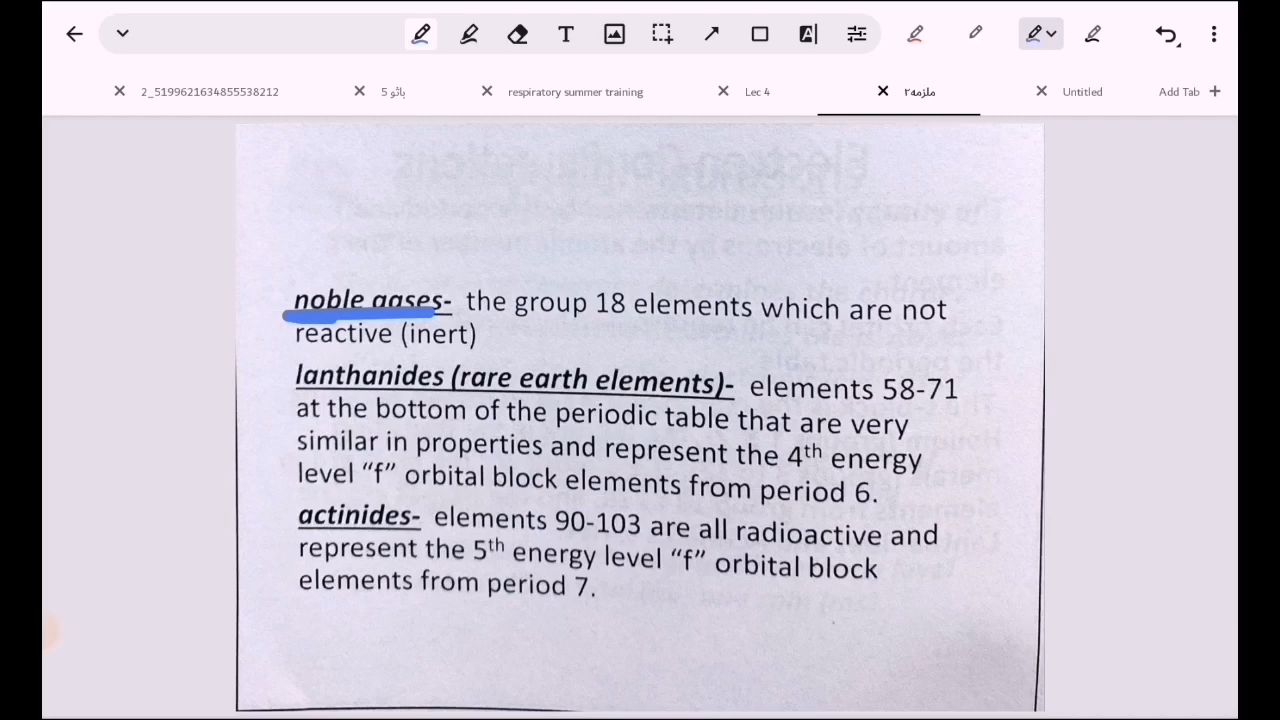 2_5199621634855538212
باثو 5
respiratory summer training
Lec 4
ملزمه٢
Untitled
Add Tab +
noble gases- the group 18 elements which are not
reactive (inert)
lanthanides (rare earth elements)- elements 58-71
at the bottom of the periodic table that are very
similar in properties and represent the 4th energy
level “f” orbital block elements from period 6.
actinides- elements 90-103 are all radioactive and
represent the 5th energy level “f” orbital block
elements from period 7.